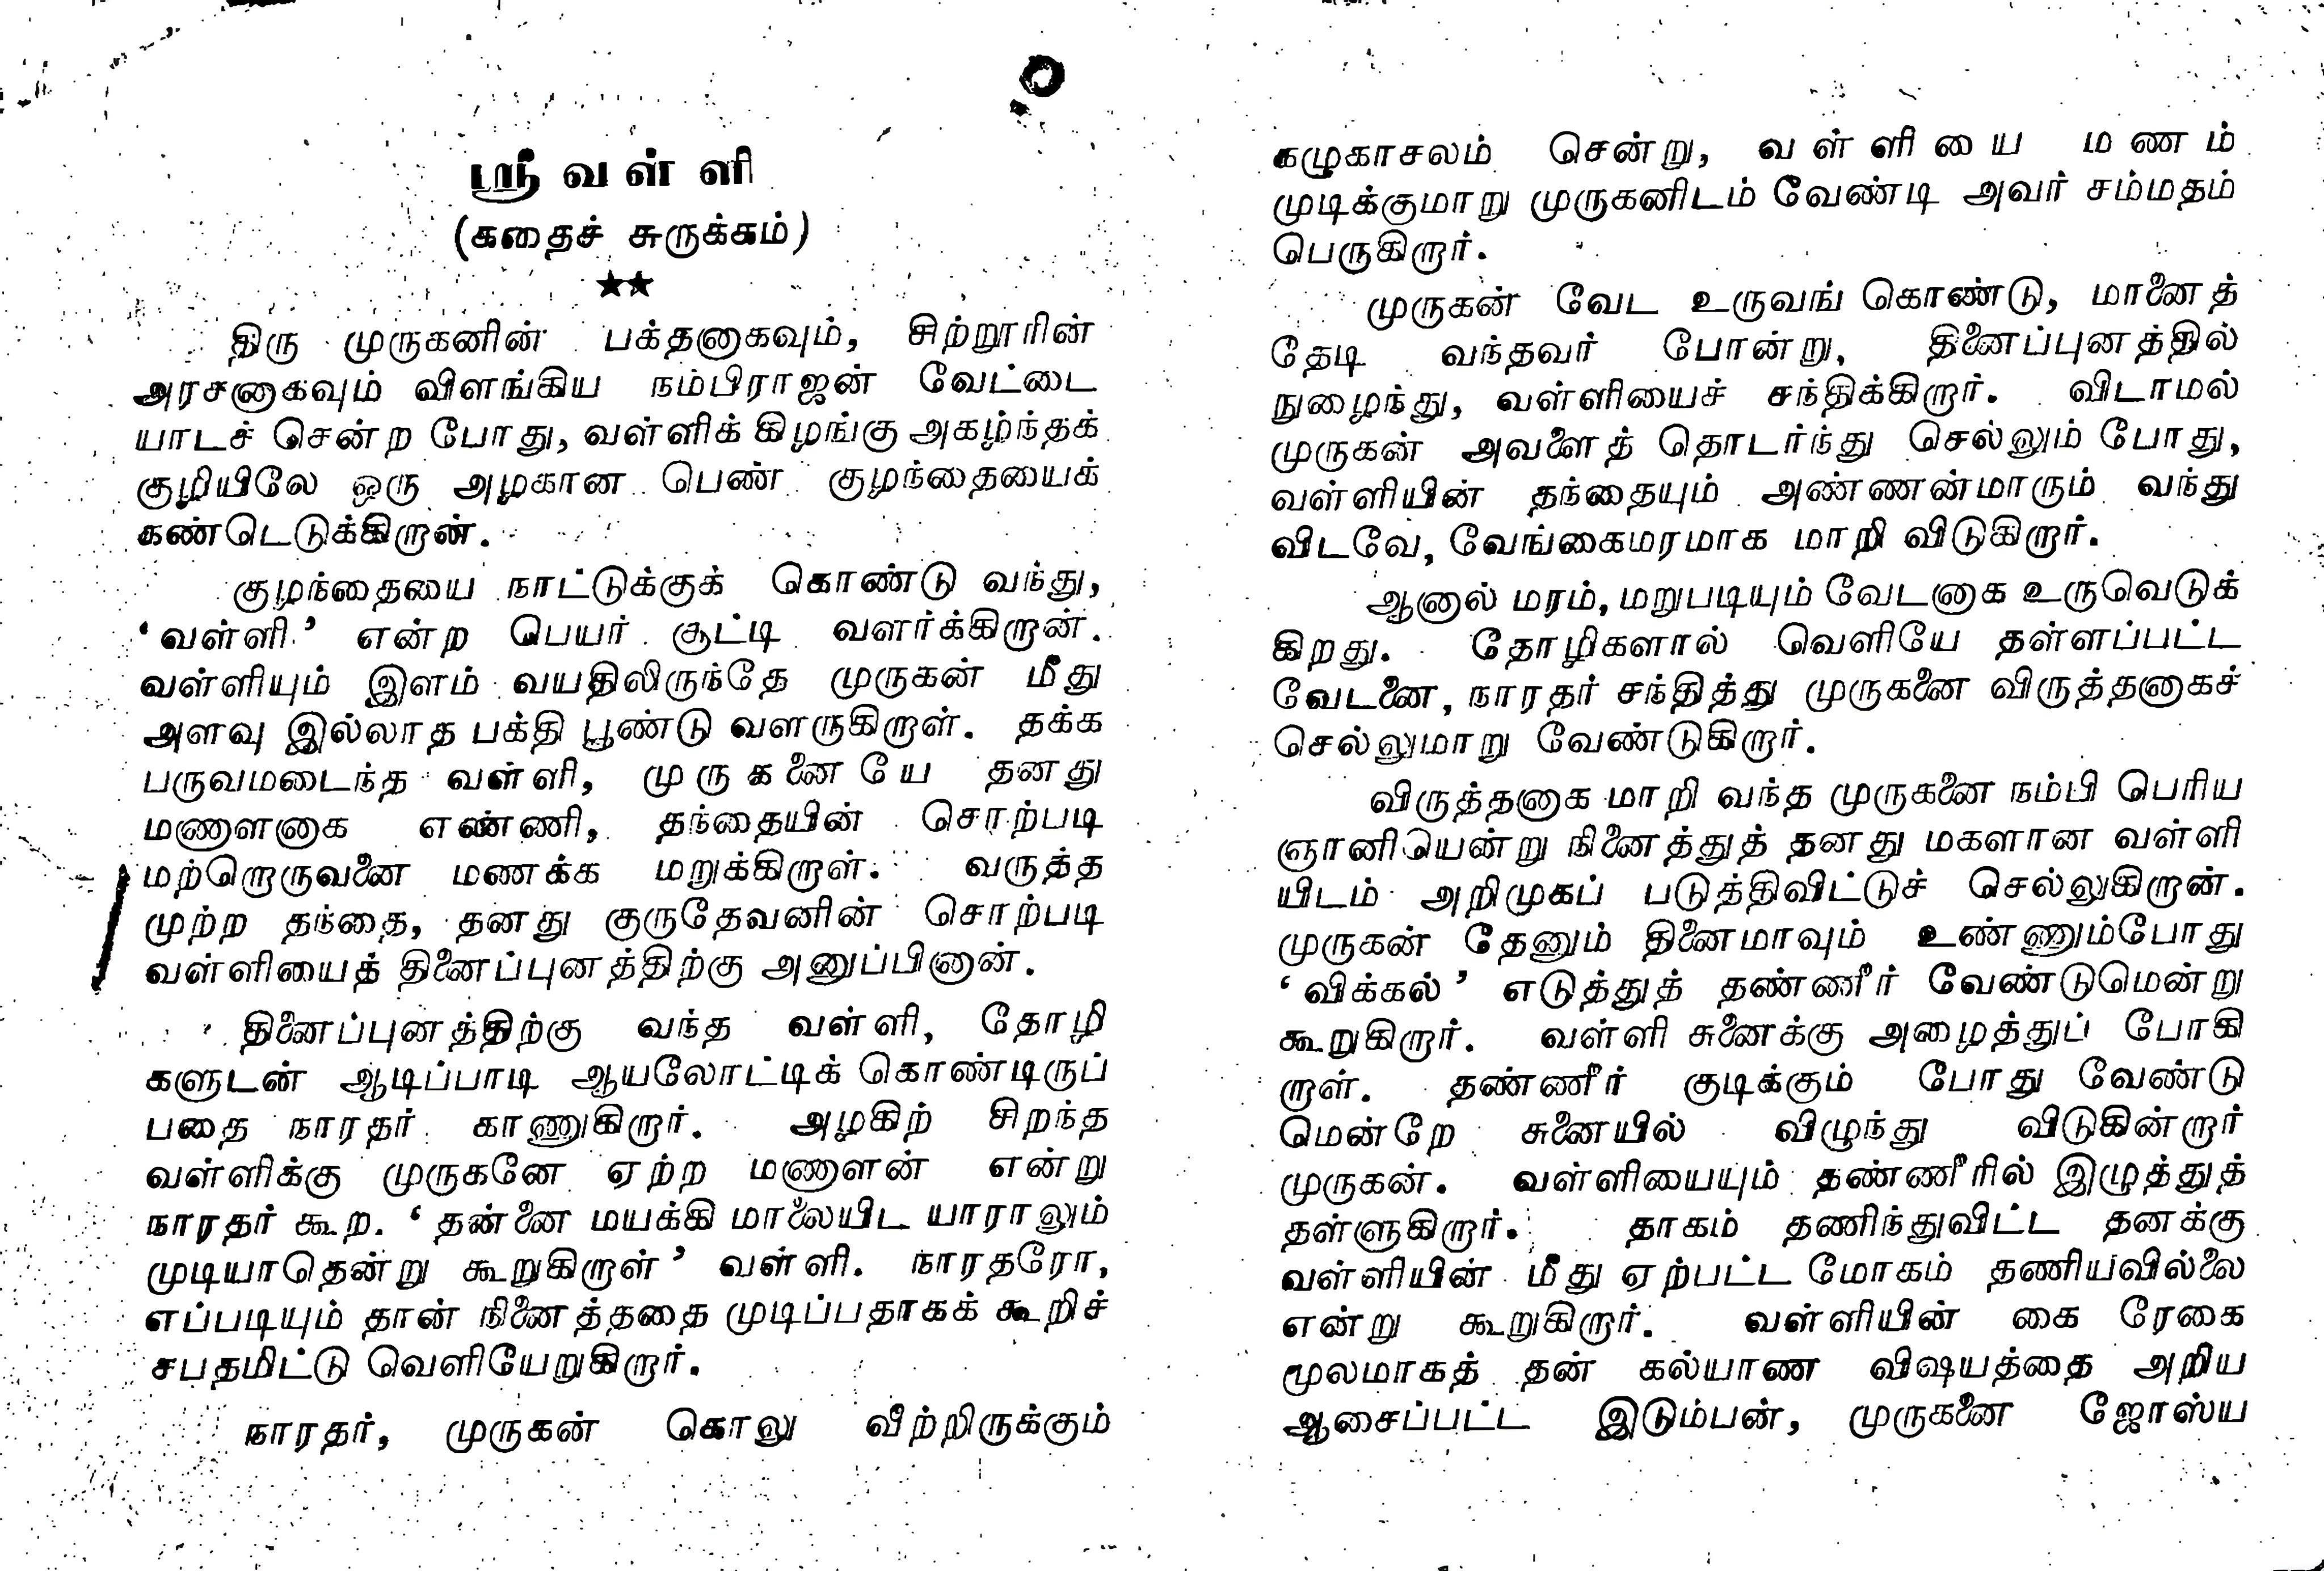 ஸ்ரீ வள்ளி
(கதைச் சுருக்கம்)
★★
திரு முருகனின் பக்தனாகவும், சிற்றூரின்
அரசனாகவும் விளங்கிய நம்பிராஜன் வேட்டை
யாடச் சென்ற போது, வள்ளிக் கிழங்கு அகழ்ந்தக்
குழியிலே ஒரு அழகான பெண் குழந்தையைக்
கண்டெடுக்கிறான்.
குழந்தையை நாட்டுக்குக் கொண்டு வந்து,
‘வள்ளி’ என்ற பெயர் சூட்டி வளர்க்கிறான்.
வள்ளியும் இளம் வயதிலிருந்தே முருகன் மீது
அளவு இல்லாத பக்தி பூண்டு வளருகிறாள். தக்க
பருவமடைந்த வள்ளி, முருகனையே தனது
மணாளனாக எண்ணி, தந்தையின் சொற்படி
மற்றொருவனை மணக்க மறுக்கிறாள். வருத்த
முற்ற தந்தை, தனது குருதேவனின் சொற்படி
வள்ளியைத் தினைப்புனத்திற்கு அனுப்பினான்.
தினைப்புனத்திற்கு வந்த வள்ளி, தோழி
களுடன் ஆடிப்பாடி ஆயலோட்டிக் கொண்டிருப்
பதை நாரதர் காணுகிறார். அழகிற் சிறந்த
வள்ளிக்கு முருகனே ஏற்ற மணாளன் என்று
நாரதர் கூற. ‘தன்னை மயக்கி மாலையிட யாராலும்
முடியாதென்று கூறுகிறாள்’ வள்ளி. நாரதரோ,
எப்படியும் தான் நினைத்ததை முடிப்பதாகக் கூறிச்
சபதமிட்டு வெளியேறுகிறார்.
நாரதர், முருகன் கொலு வீற்றிருக்கும்
கழுகாசலம் சென்று, வள்ளியை மணம்
முடிக்குமாறு முருகனிடம் வேண்டி அவர் சம்மதம்
பெருகிறார்.
முருகன் வேட உருவங் கொண்டு, மானைத்
தேடி வந்தவர் போன்று, தினைப்புனத்தில்
நுழைந்து, வள்ளியைச் சந்திக்கிறார். விடாமல்
முருகன் அவளைத் தொடர்ந்து செல்லும் போது,
வள்ளியின் தந்தையும் அண்ணன்மாரும் வந்து
விடவே, வேங்கைமரமாக மாறி விடுகிறார்.
ஆனால் மரம், மறுபடியும் வேடனாக உருவெடுக்
கிறது. தோழிகளால் வெளியே தள்ளப்பட்ட
வேடனை, நாரதர் சந்தித்து முருகனை விருத்தனாகச்
செல்லுமாறு வேண்டுகிறார்.
விருத்தனாக மாறி வந்த முருகனை நம்பி பெரிய
ஞானியென்று நினைத்துத் தனது மகளான வள்ளி
யிடம் அறிமுகப் படுத்திவிட்டுச் செல்லுகிறான்.
முருகன் தேனும் தினைமாவும் உண்ணும்போது
‘விக்கல்’ எடுத்துத் தண்ணீர் வேண்டுமென்று
கூறுகிறார். வள்ளி சுனைக்கு அழைத்துப் போகி
றாள். தண்ணீர் குடிக்கும் போது வேண்டு
மென்றே சுனையில் விழுந்து விடுகின்றார்
முருகன். வள்ளியையும் தண்ணீரில் இழுத்துத்
தள்ளுகிறார். தாகம் தணிந்துவிட்ட தனக்கு
வள்ளியின் மீது ஏற்பட்ட மோகம் தணியவில்லை
என்று கூறுகிறார். வள்ளியின் கை ரேகை
மூலமாகத் தன் கல்யாண விஷயத்தை அறிய
ஆசைப்பட்ட இடும்பன், முருகனை ஜோஸ்ய